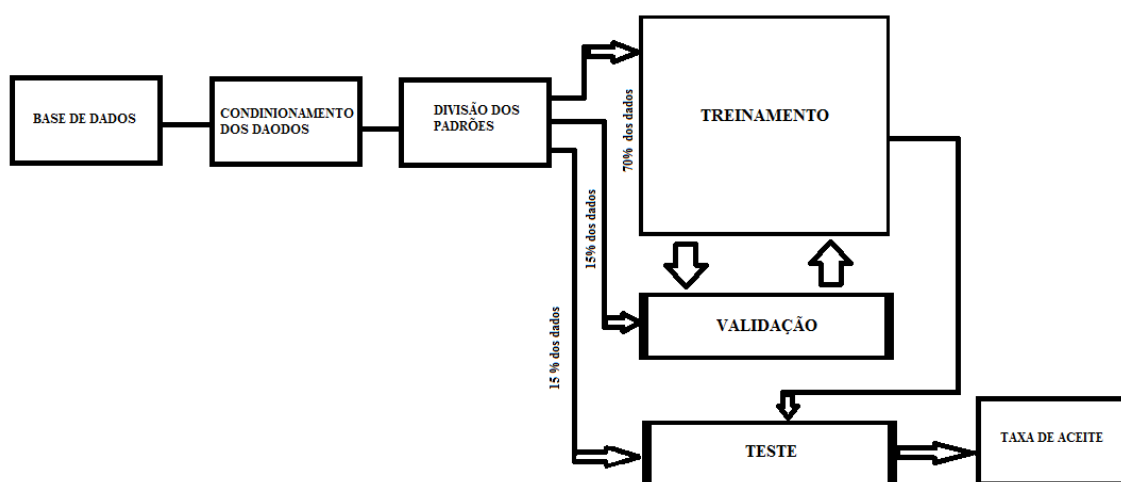 BASE DE DADOS
CONDINIONAMENTO
DOS DAODOS
DIVISÃO DOS
PADRÕES
70% dos dados
TREINAMENTO
15% dos dados
VALIDAÇÃO
15 % dos dados
TESTE
TAXA DE ACEITE